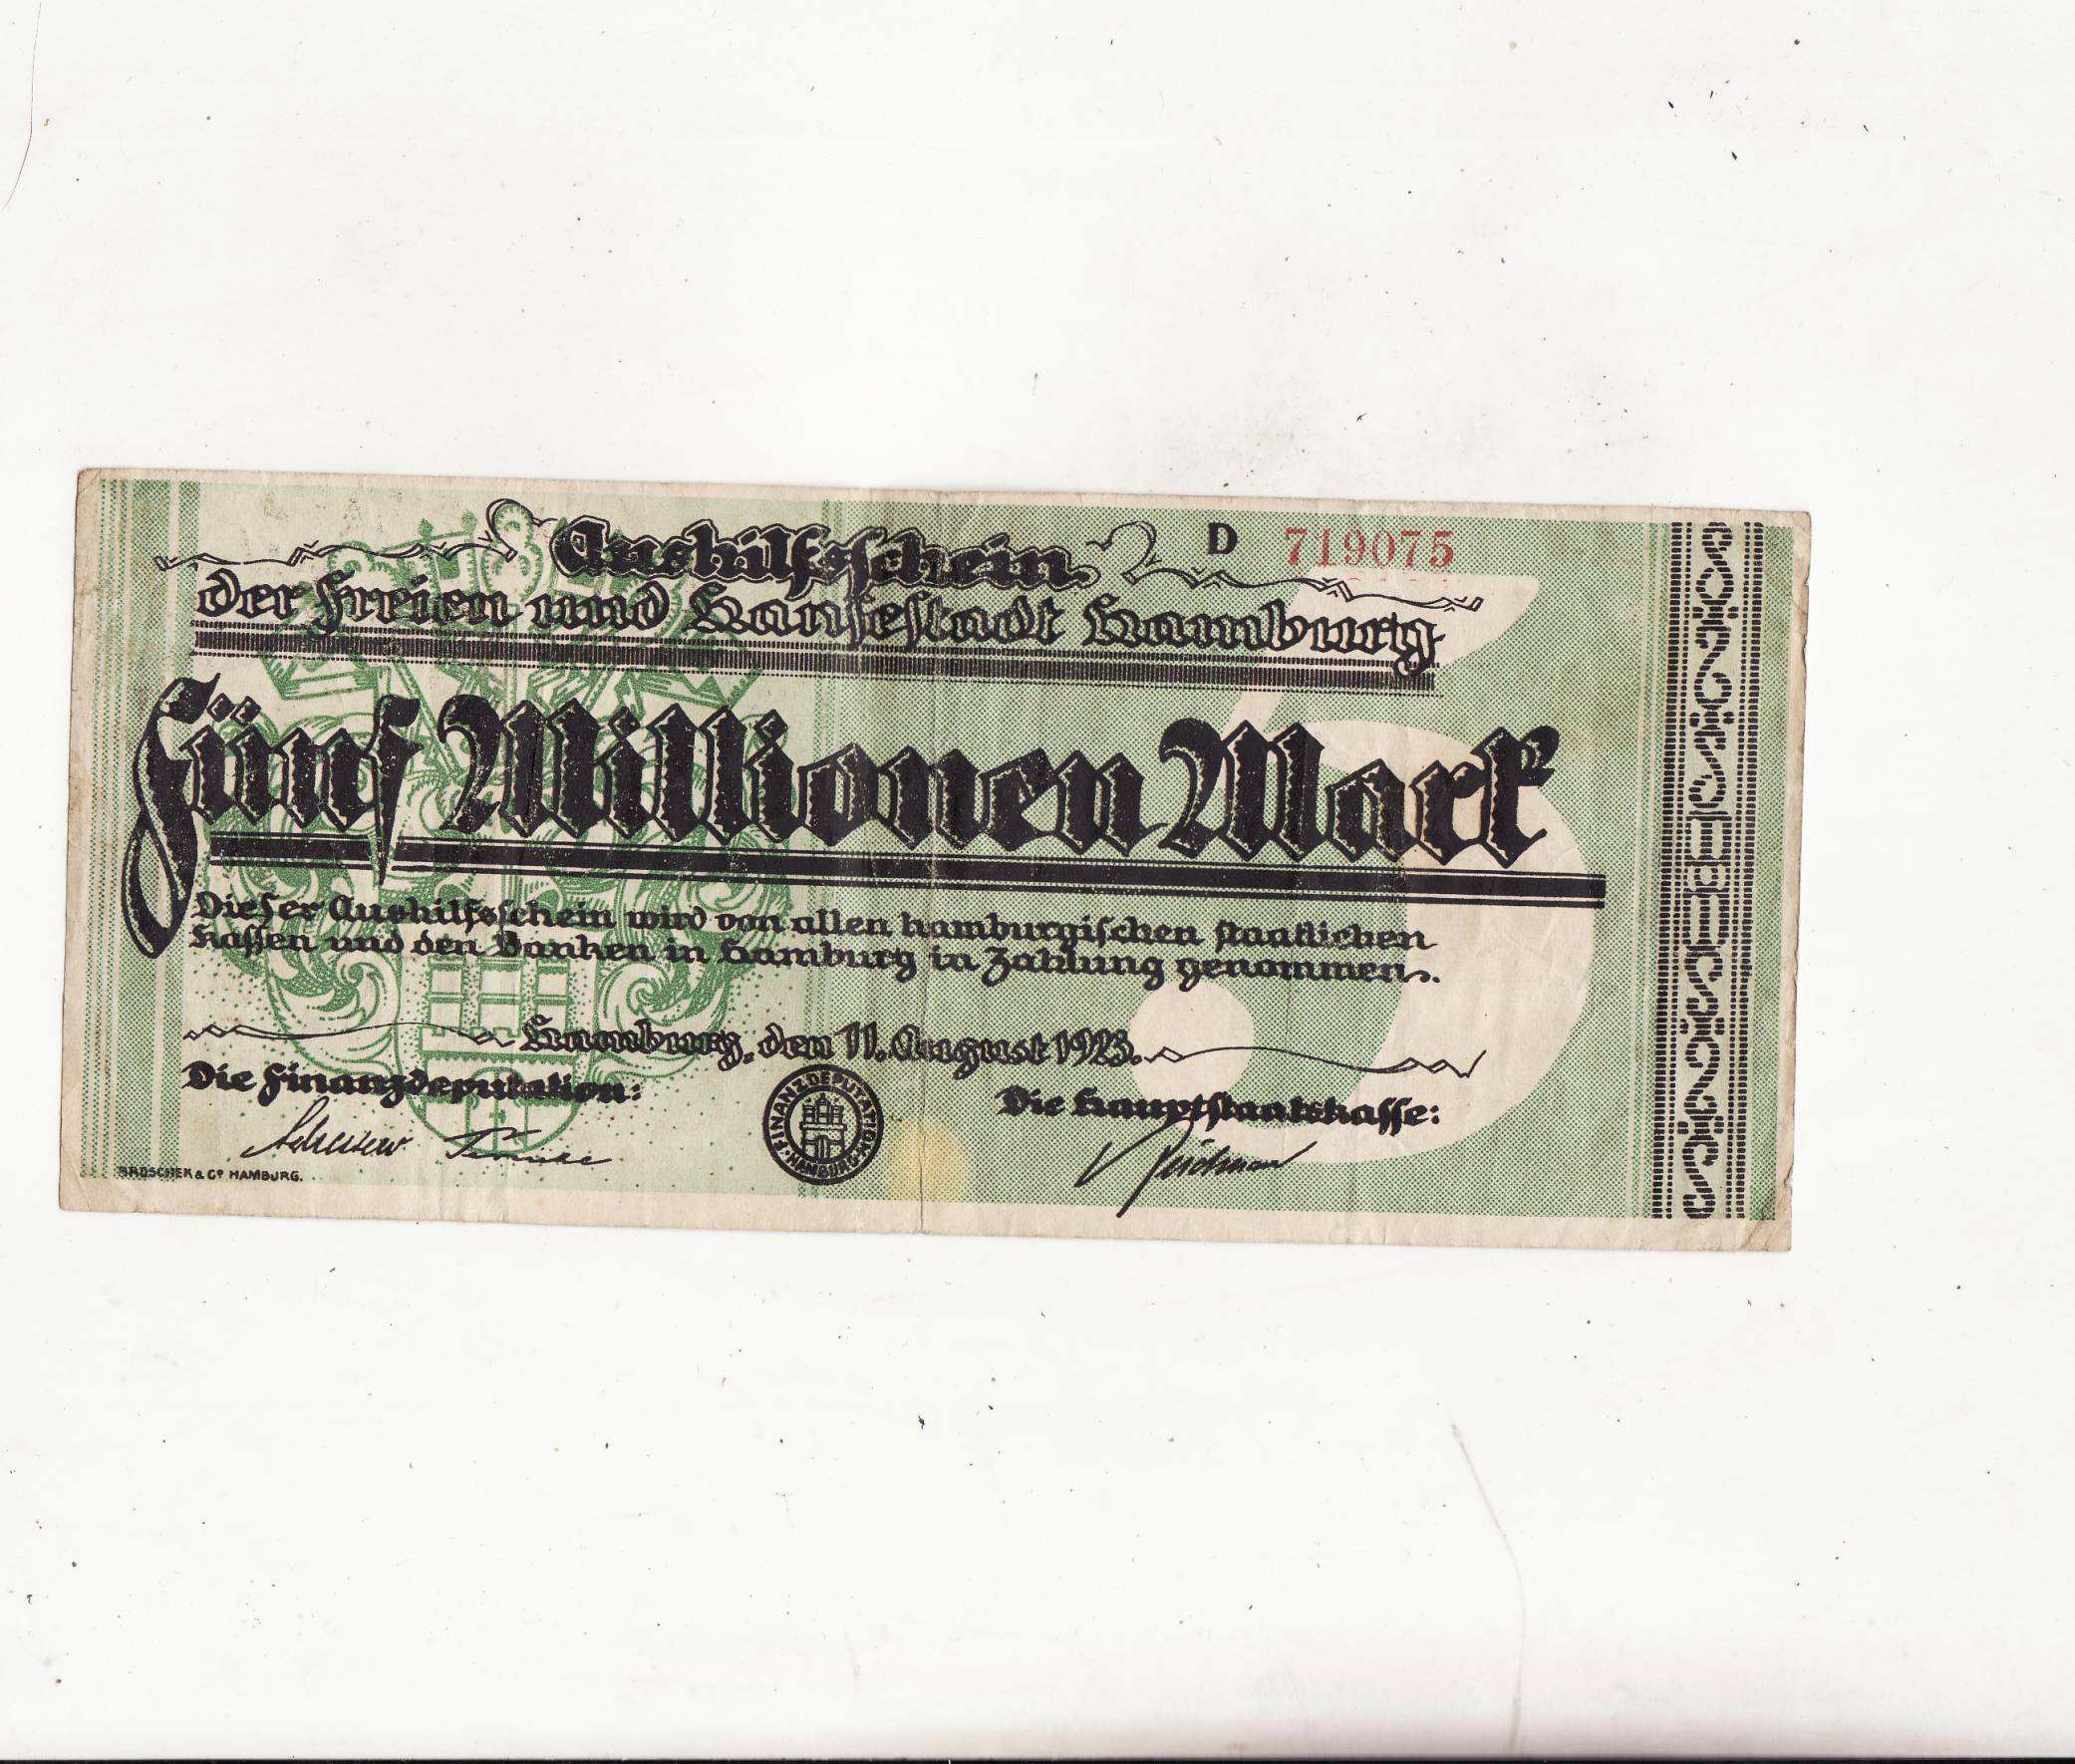 Aushilfsschein D 719075
der Freien und Hansestadt Hamburg
Fünf Millionen Mark
Dieser Aushilfsschein wird von allen hamburgischen staatlichen
Kassen und den Banken in Hamburg in Zahlung genommen.
Hamburg, den 11. August 1923.
Die Finanzdeputation:
FINANZDEPUTATION
HAMBURG
Die Hauptstaatskasse:
BROSCHEK & Co HAMBURG.